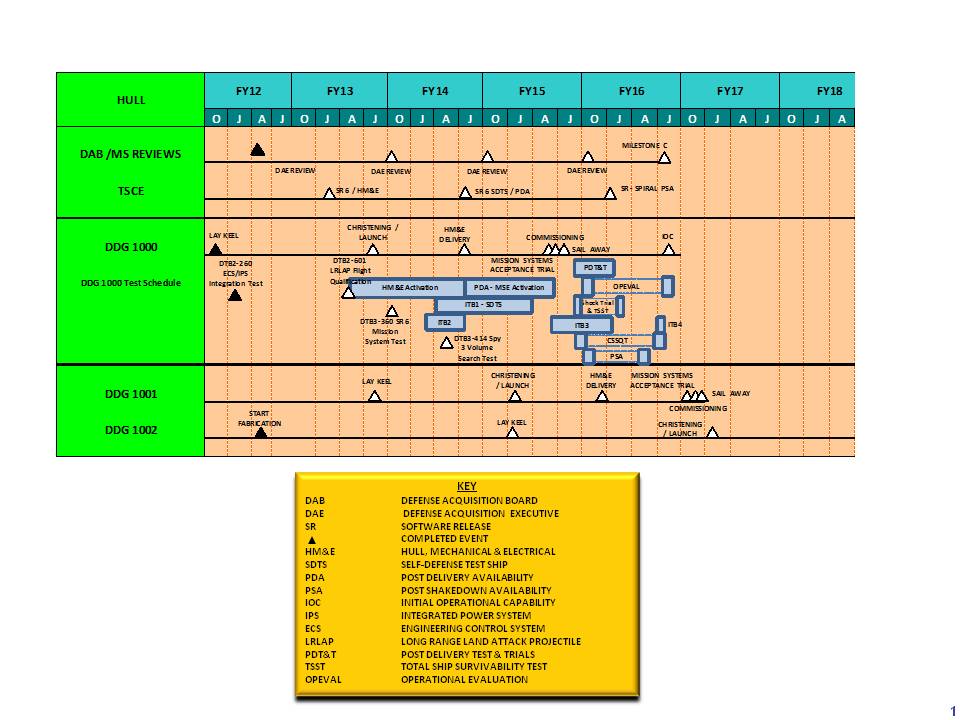 HULL FY12 FY13 FY14 FY15 FY16 FY17 FY18
O J A J O J A J O J A J O J A J O J A J O J A J O J A
DAB /MS REVIEWS
MILESTONE C
DAE REVIEW DAE REVIEW DAE REVIEW DAE REVIEW
TSCE
SR 6 / HM&E SR 6 SDTS / PDA SR - SPIRAL PSA
DDG 1000
LAY KEEL
CHRISTENING /
LAUNCH
HM&E
DELIVERY
COMMISSIONING
SAIL AWAY
IOC
DDG 1000 Test Schedule
DTB2-260
ECS/IPS
Integration Test
DTB2-601
LRLAP Flight
Qualification
MISSION SYSTEMS
ACCEPTANCE TRIAL
PDT&T
HM&E Activation PDA - MSE Activation OPEVAL
ITB1 - SDTS
Shock Trial
& TSST
DTB3-360 SR 6
Mission
System Test
ITB2
ITB3
ITB4
DTB3-414 Spy
3 Volume
Search Test
CSSQT
PSA
DDG 1001
LAY KEEL
CHRISTENING
/ LAUNCH
HM&E
DELIVERY
MISSION SYSTEMS
ACCEPTANCE TRIAL
SAIL AWAY
COMMISSIONING
DDG 1002
START
FABRICATION
LAY KEEL
CHRISTENING
/ LAUNCH
KEY
DAB DEFENSE ACQUISITION BOARD
DAE DEFENSE ACQUISITION EXECUTIVE
SR SOFTWARE RELEASE
▲ COMPLETED EVENT
HM&E HULL, MECHANICAL & ELECTRICAL
SDTS SELF-DEFENSE TEST SHIP
PDA POST DELIVERY AVAILABILITY
PSA POST SHAKEDOWN AVAILABILITY
IOC INITIAL OPERATIONAL CAPABILITY
IPS INTEGRATED POWER SYSTEM
ECS ENGINEERING CONTROL SYSTEM
LRLAP LONG RANGE LAND ATTACK PROJECTILE
PDT&T POST DELIVERY TEST & TRIALS
TSST TOTAL SHIP SURVIVABILITY TEST
OPEVAL OPERATIONAL EVALUATION
1